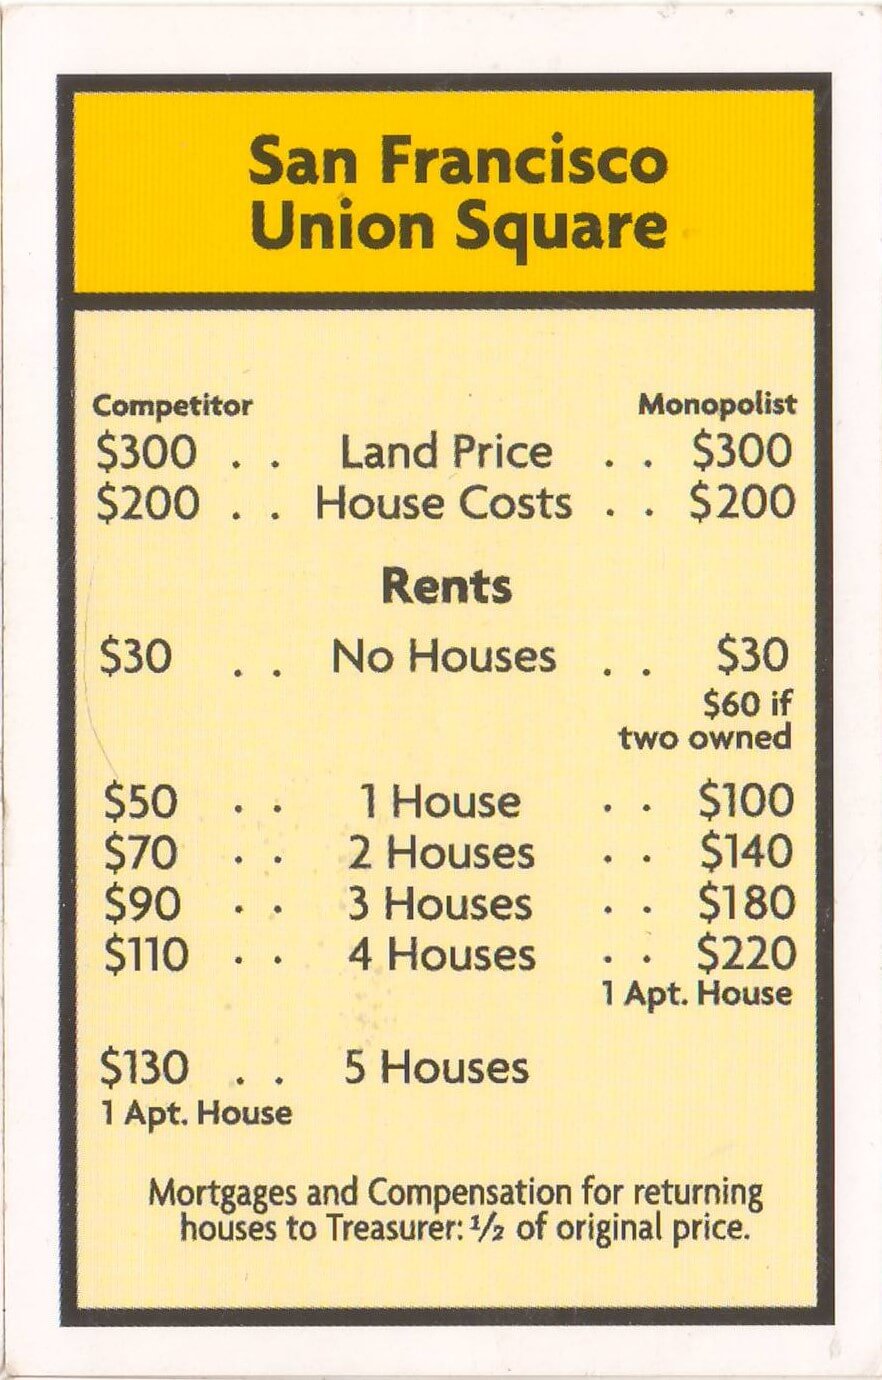 San Francisco
Union Square
Competitor Monopolist
$300 . . Land Price . . $300
$200 . . House Costs . . $200
Rents
$30 . . No Houses . . $30
$60 if
two owned
$50 . . 1 House . . $100
$70 . . 2 Houses . . $140
$90 . . 3 Houses . . $180
$110 . . 4 Houses . . $220
1 Apt. House
$130 . . 5 Houses
1 Apt. House
Mortgages and Compensation for returning
houses to Treasurer: ½ of original price.